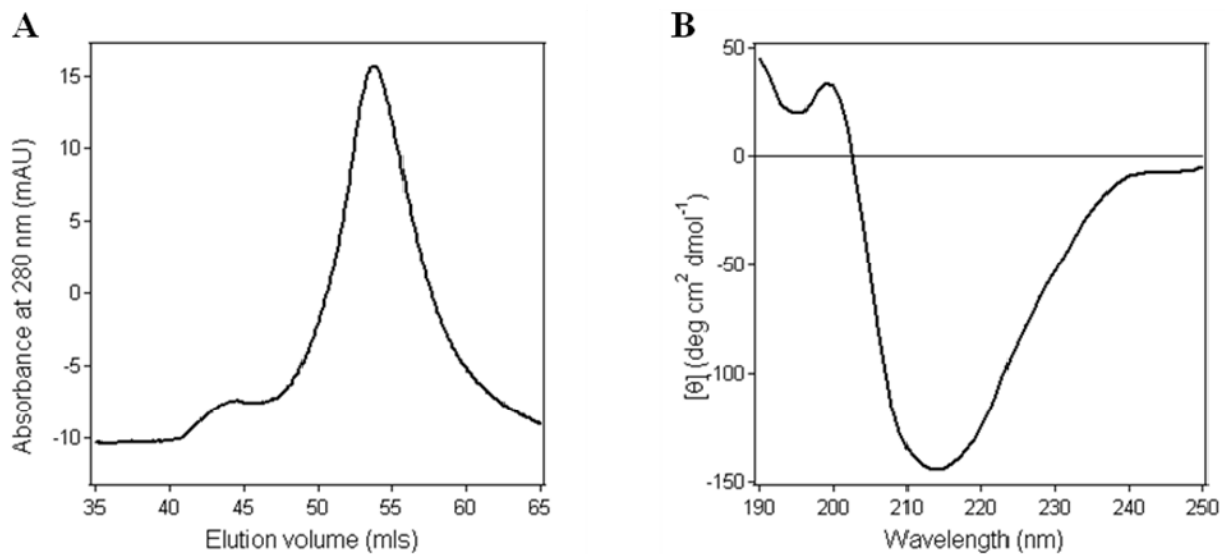 A
Absorbance at 280 nm (mAU)
15
10
5
0
-5
-10
35 40 45 50 55 60 65
Elution volume (mls)
B
[θ] (deg cm² dmol⁻¹)
50
0
-50
-100
-150
190 200 210 220 230 240 250
Wavelength (nm)